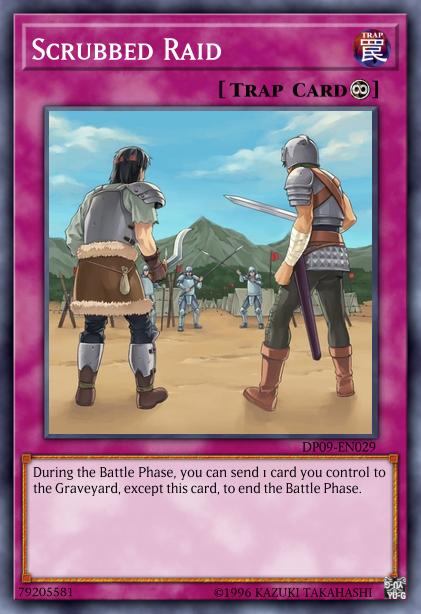 SCRUBBED RAID
TRAP
罠
[TRAP CARD]
DP09-EN029
During the Battle Phase, you can send 1 card you control to
the Graveyard, except this card, to end the Battle Phase.
79205581
©1996 KAZUKI TAKAHASHI